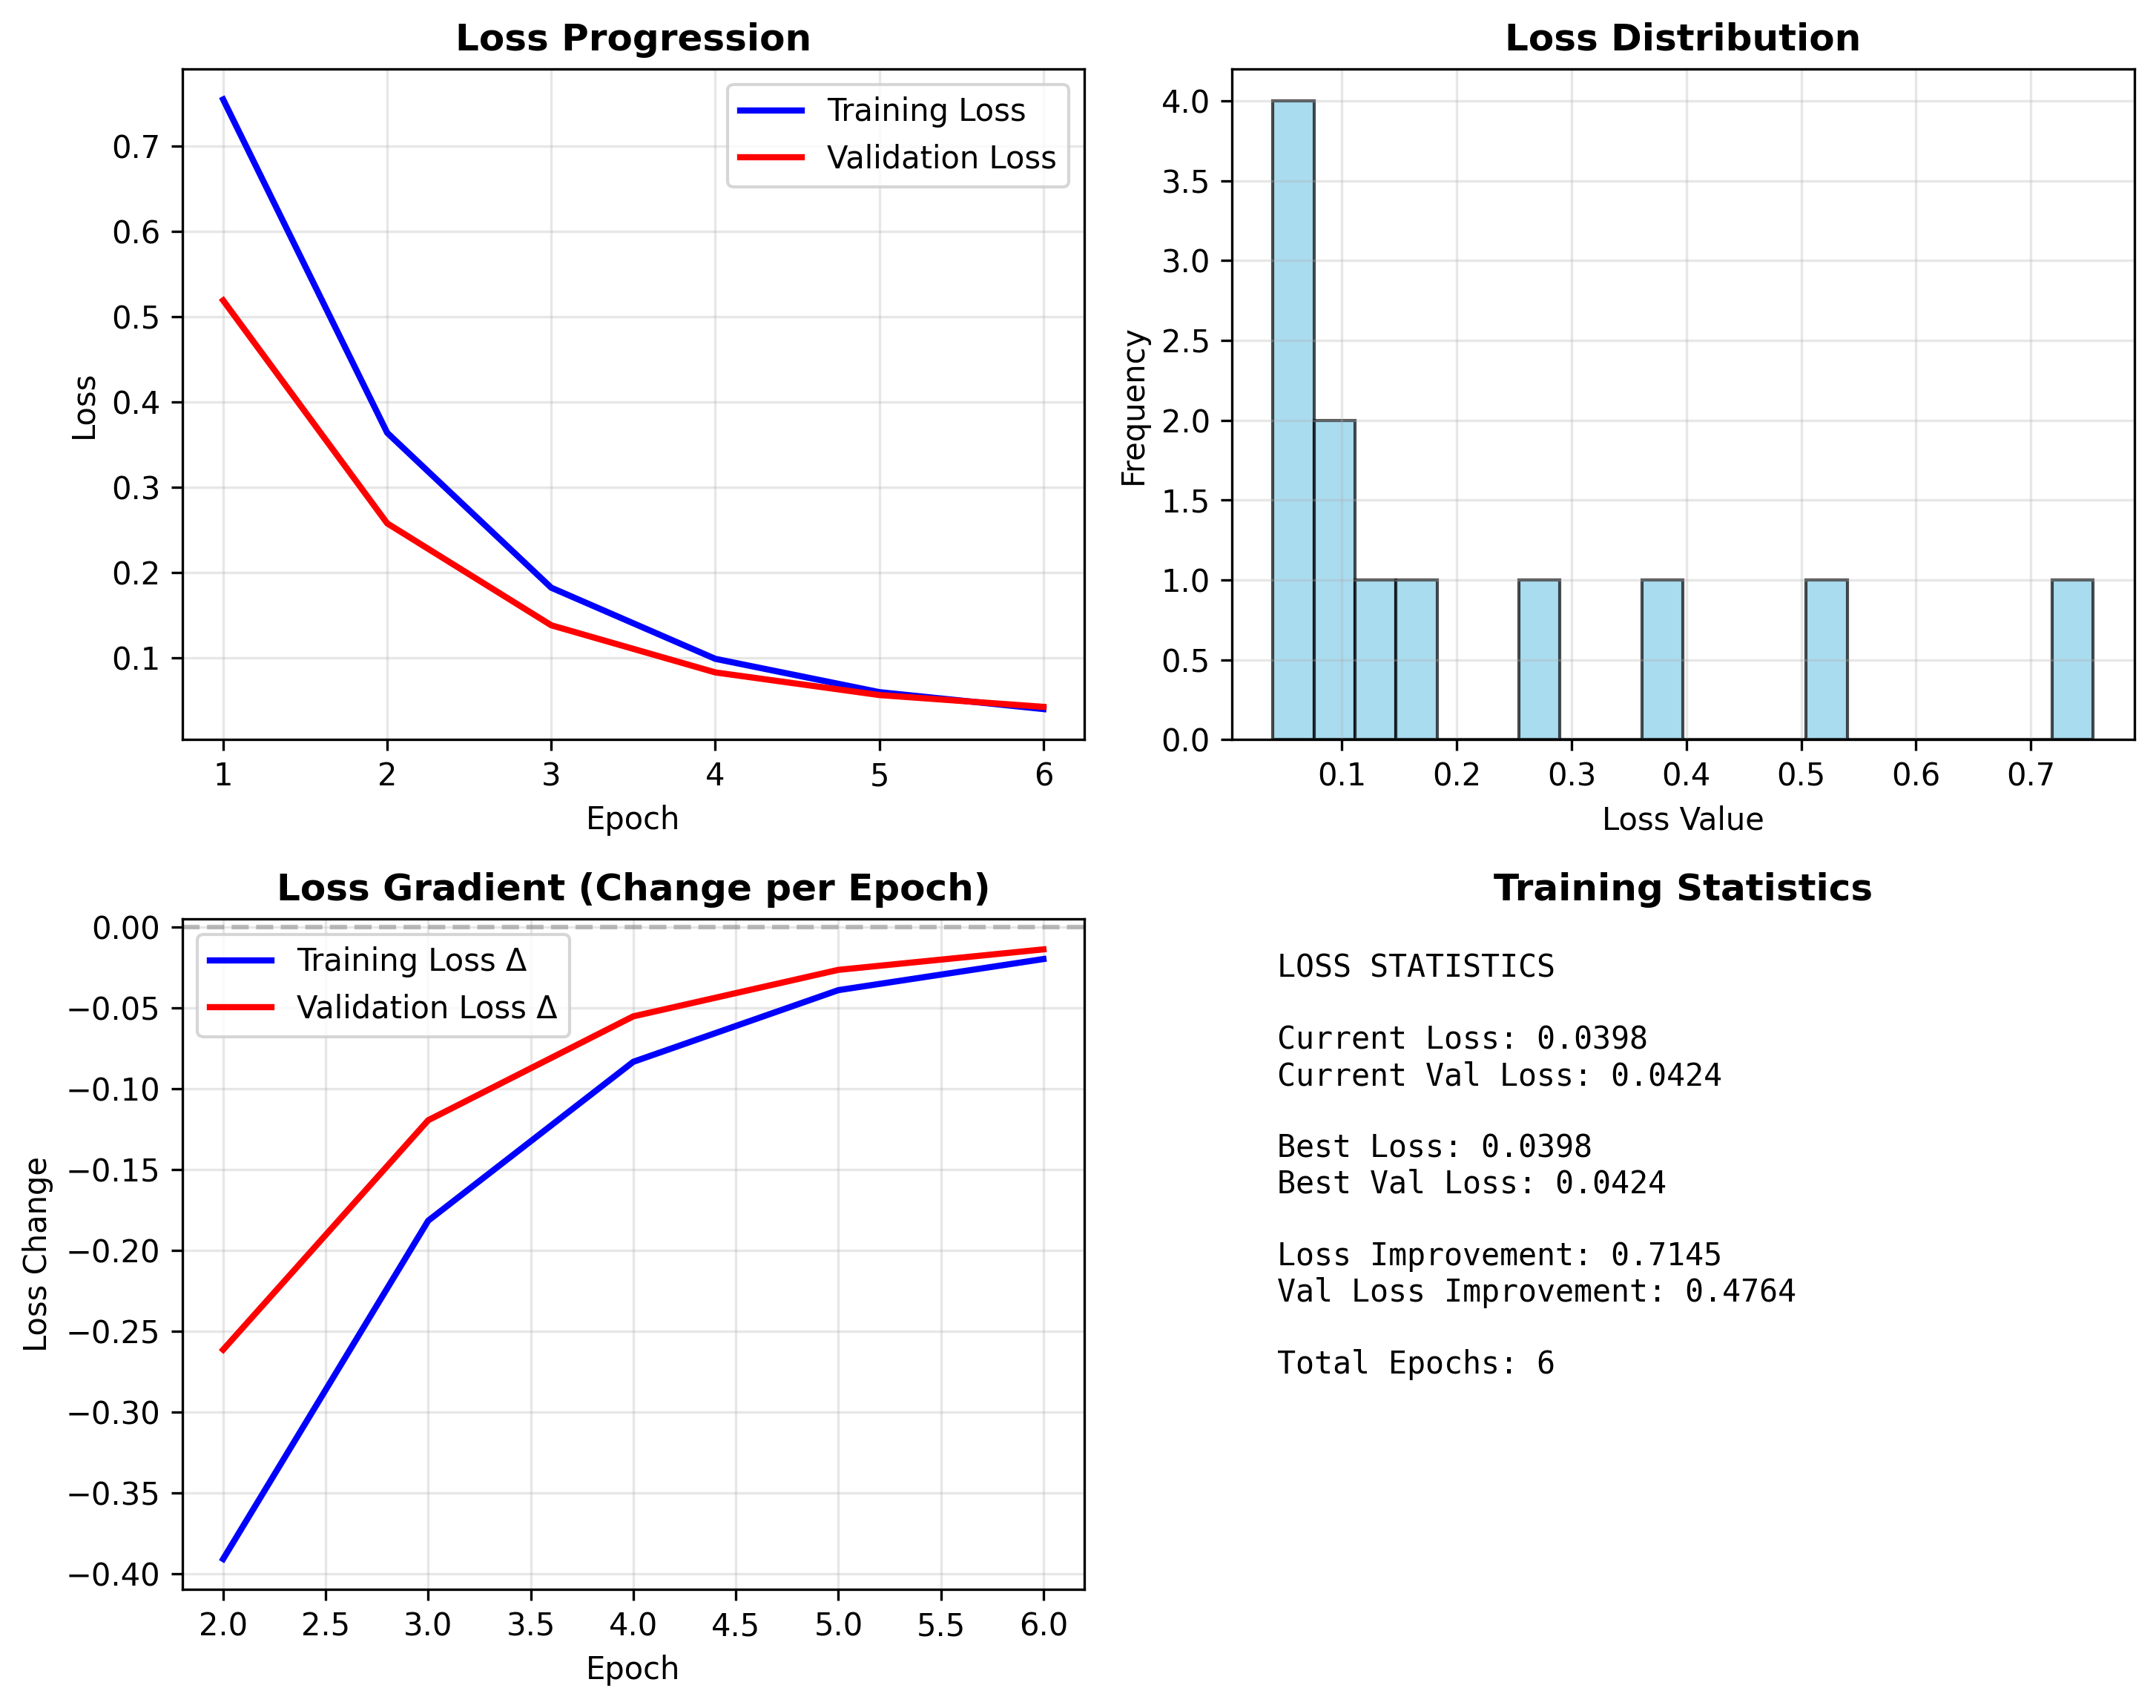 Loss Progression
0.7
0.6
0.5
0.4
0.3
0.2
0.1
Loss
Training Loss
Validation Loss
1 2 3 4 5 6
Epoch
Loss Distribution
4.0
3.5
3.0
2.5
2.0
1.5
1.0
0.5
0.0
Frequency
0.1 0.2 0.3 0.4 0.5 0.6 0.7
Loss Value
Loss Gradient (Change per Epoch)
0.00
−0.05
−0.10
−0.15
−0.20
−0.25
−0.30
−0.35
−0.40
Loss Change
Training Loss Δ
Validation Loss Δ
2.0 2.5 3.0 3.5 4.0 4.5 5.0 5.5 6.0
Epoch
Training Statistics
LOSS STATISTICS
Current Loss: 0.0398
Current Val Loss: 0.0424
Best Loss: 0.0398
Best Val Loss: 0.0424
Loss Improvement: 0.7145
Val Loss Improvement: 0.4764
Total Epochs: 6